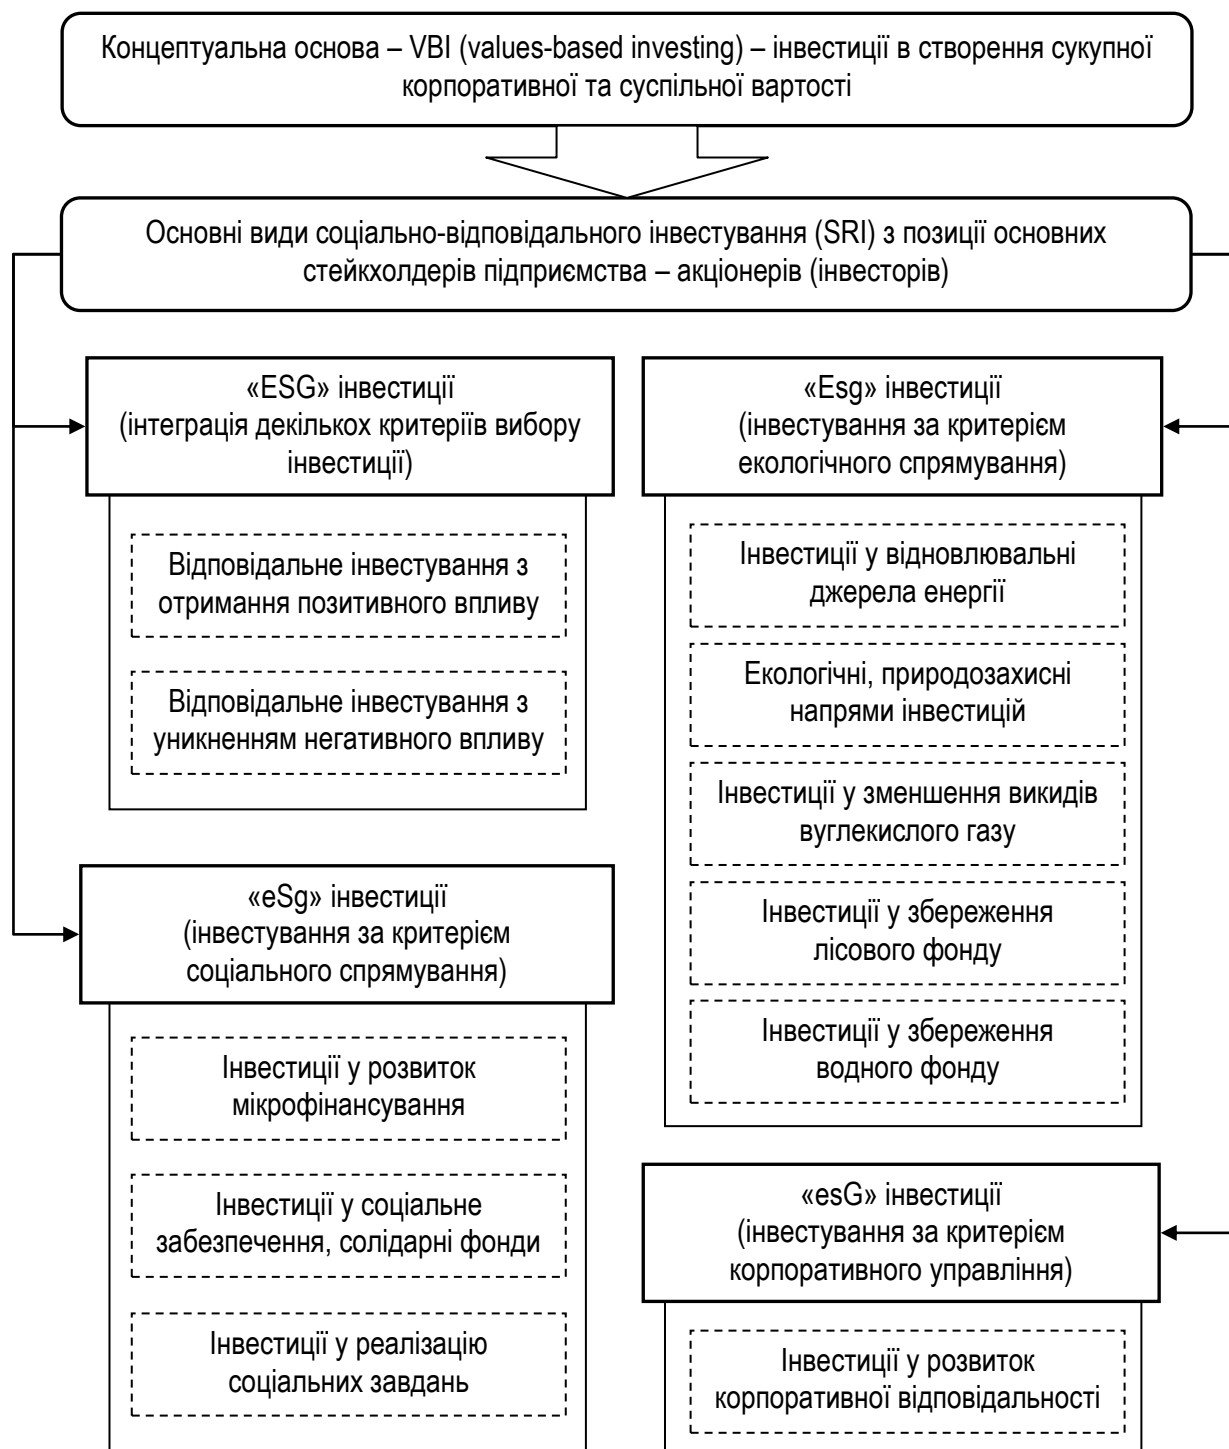 Концептуальна основа – VBI (values-based investing) – інвестиції в створення сукупної
корпоративної та суспільної вартості
Основні види соціально-відповідального інвестування (SRI) з позиції основних
стейкхолдерів підприємства – акціонерів (інвесторів)
«ESG» інвестиції
(інтеграція декількох критеріїв вибору
інвестиції)
Відповідальне інвестування з
отримання позитивного впливу
Відповідальне інвестування з
уникненням негативного впливу
«eSg» інвестиції
(інвестування за критерієм
соціального спрямування)
Інвестиції у розвиток
мікрофінансування
Інвестиції у соціальне
забезпечення, солідарні фонди
Інвестиції у реалізацію
соціальних завдань
«Esg» інвестиції
(інвестування за критерієм
екологічного спрямування)
Інвестиції у відновлювальні
джерела енергії
Екологічні, природозахисні
напрями інвестицій
Інвестиції у зменшення викидів
вуглекислого газу
Інвестиції у збереження
лісового фонду
Інвестиції у збереження
водного фонду
«esG» інвестиції
(інвестування за критерієм
корпоративного управління)
Інвестиції у розвиток
корпоративної відповідальності